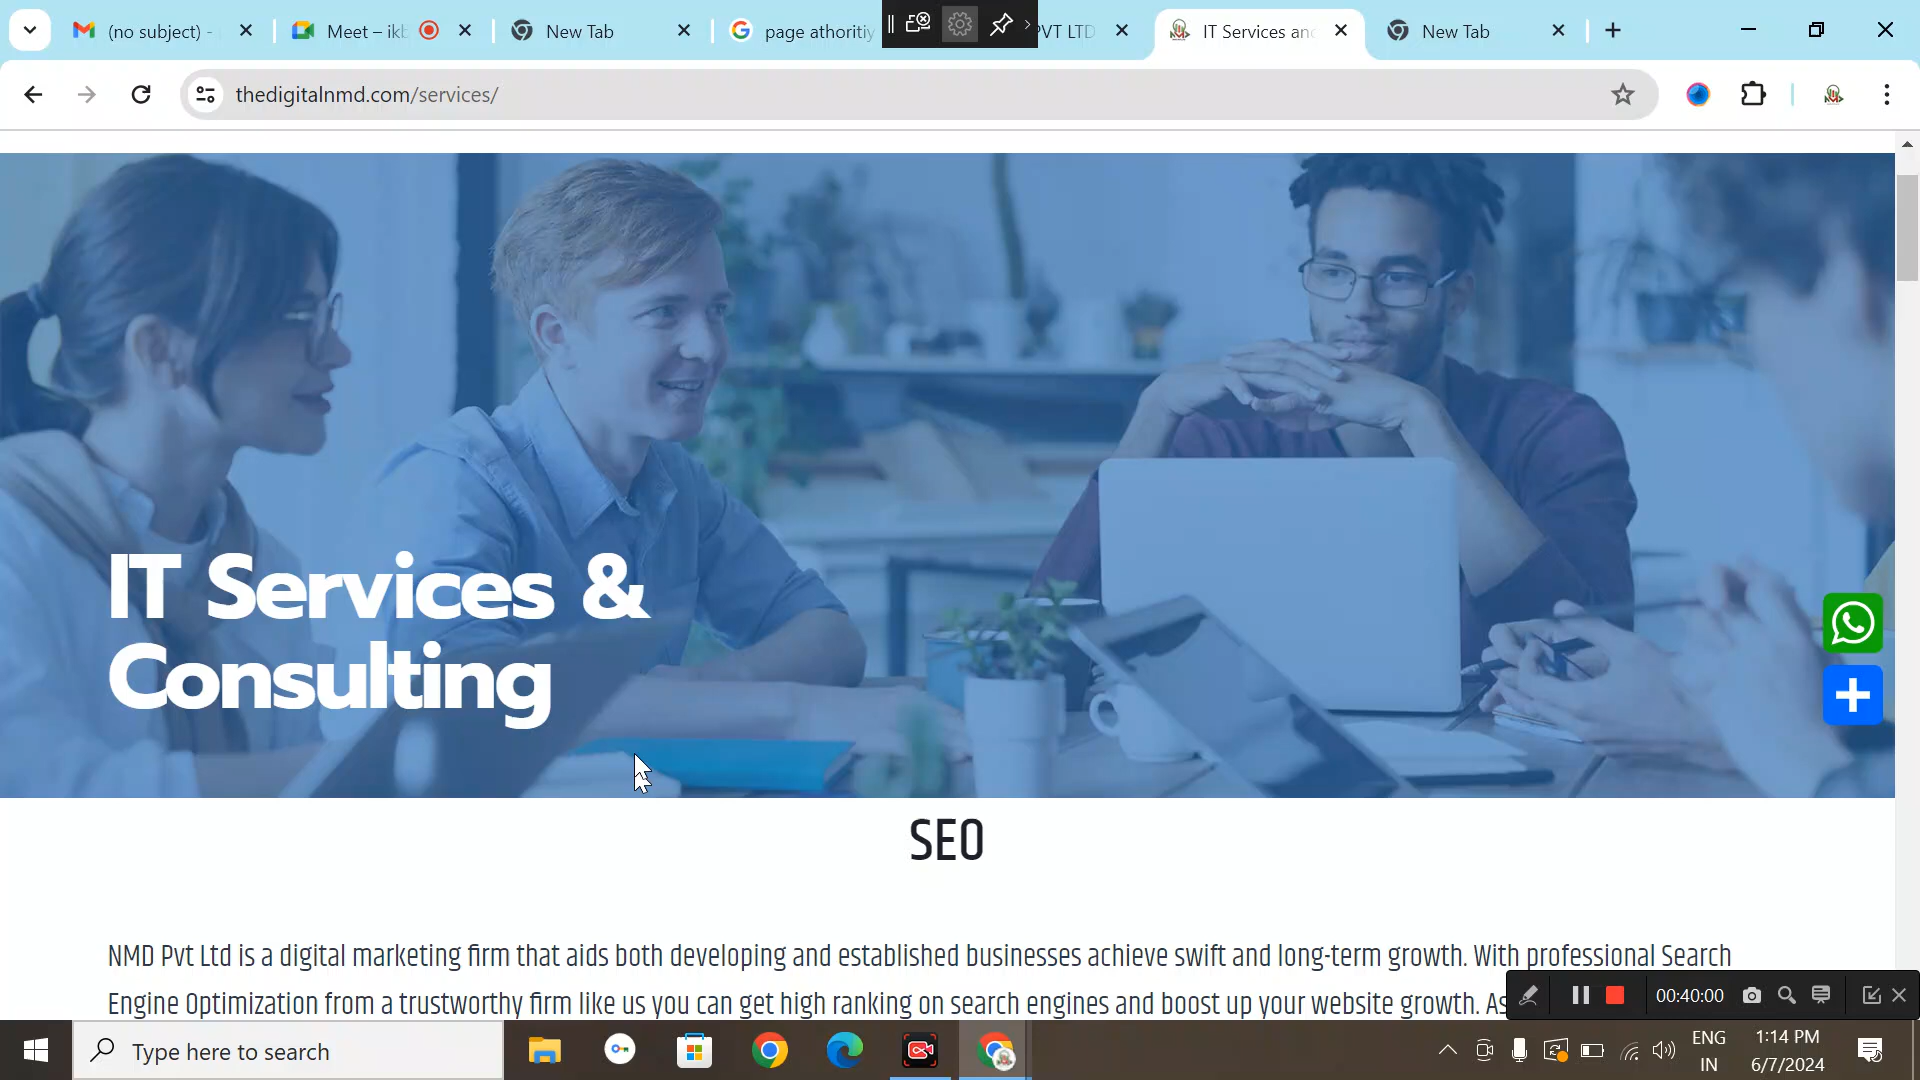 (no subject) -
Meet – ikb
New Tab
page athoritiy
PVT LTD
IT Services and
New Tab
thedigitalnmd.com/services/
IT Services &
Consulting
SEO
NMD Pvt Ltd is a digital marketing firm that aids both developing and established businesses achieve swift and long-term growth. With professional Search
Engine Optimization from a trustworthy firm like us you can get high ranking on search engines and boost up your website growth. As
00:40:00
Type here to search
ENG
IN
1:14 PM
6/7/2024